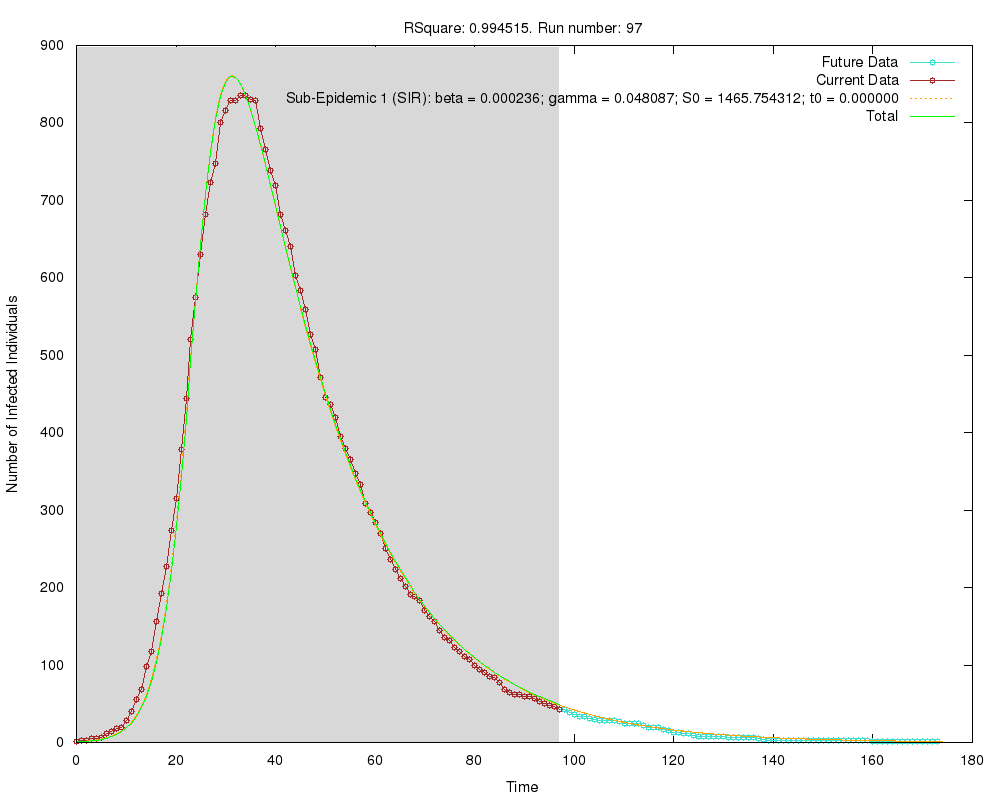 RSquare: 0.994515. Run number: 97
900
800
700
600
500
400
300
200
100
0
Number of Infected Individuals
Future Data
Current Data
Sub-Epidemic 1 (SIR): beta = 0.000236; gamma = 0.048087; S0 = 1465.754312; t0 = 0.000000
Total
0 20 40 60 80 100 120 140 160 180
Time